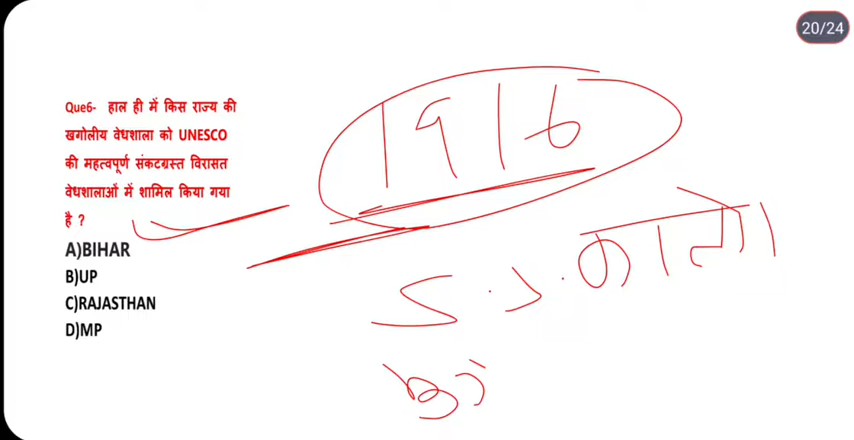 20/24
Que6- हाल ही में किस राज्य की
खगोलीय वेधशाला को UNESCO
की महत्वपूर्ण संकटग्रस्त विरासत
वेधशालाओं में शामिल किया गया
है ?
A)BIHAR
B)UP
C)RAJASTHAN
D)MP
1916